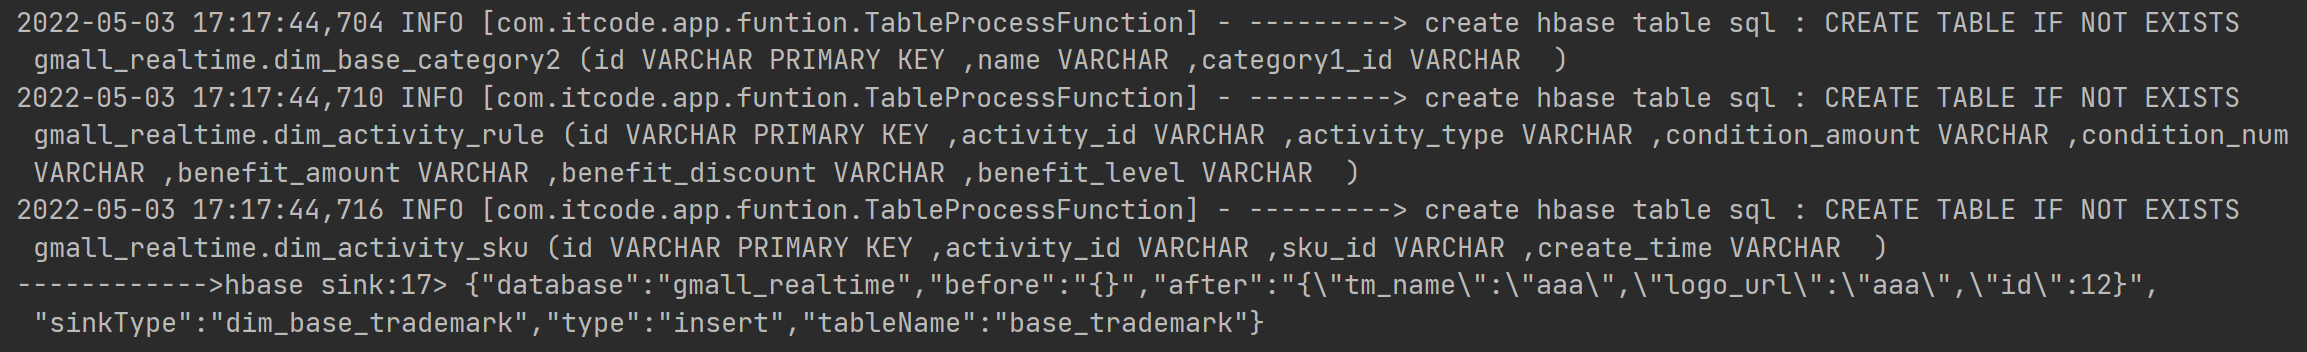 2022-05-03 17:17:44,704 INFO [com.itcode.app.funtion.TableProcessFunction] - ---------> create hbase table sql : CREATE TABLE IF NOT EXISTS
gmall_realtime.dim_base_category2 (id VARCHAR PRIMARY KEY ,name VARCHAR ,category1_id VARCHAR  )
2022-05-03 17:17:44,710 INFO [com.itcode.app.funtion.TableProcessFunction] - ---------> create hbase table sql : CREATE TABLE IF NOT EXISTS
gmall_realtime.dim_activity_rule (id VARCHAR PRIMARY KEY ,activity_id VARCHAR ,activity_type VARCHAR ,condition_amount VARCHAR ,condition_num
VARCHAR ,benefit_amount VARCHAR ,benefit_discount VARCHAR ,benefit_level VARCHAR  )
2022-05-03 17:17:44,716 INFO [com.itcode.app.funtion.TableProcessFunction] - ---------> create hbase table sql : CREATE TABLE IF NOT EXISTS
gmall_realtime.dim_activity_sku (id VARCHAR PRIMARY KEY ,activity_id VARCHAR ,sku_id VARCHAR ,create_time VARCHAR  )
------------>hbase sink:17> {"database":"gmall_realtime","before":"{}","after":"{\"tm_name\":\"aaa\",\"logo_url\":\"aaa\",\"id\":12}",
"sinkType":"dim_base_trademark","type":"insert","tableName":"base_trademark"}